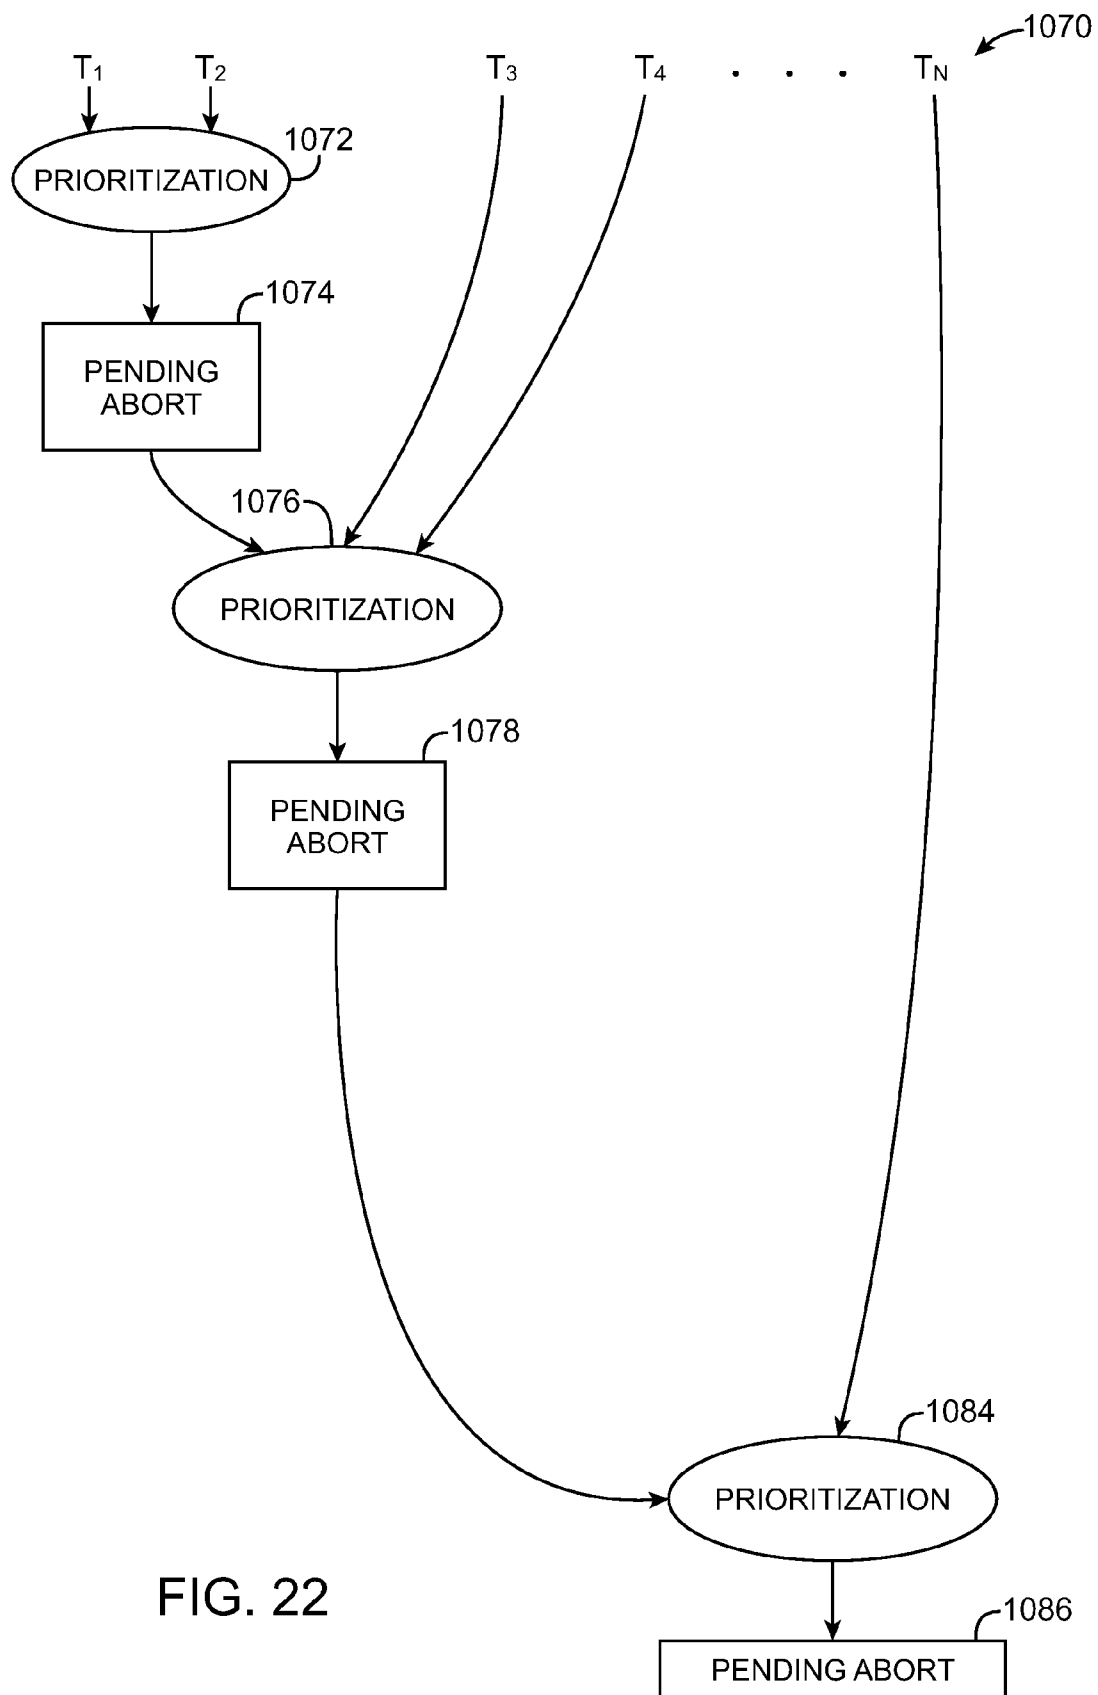 1070
T₁ T₂ T₃ T₄ . . . Tₙ
1072
PRIORITIZATION
1074
PENDING
ABORT
1076
PRIORITIZATION
1078
PENDING
ABORT
1084
PRIORITIZATION
FIG. 22
1086
PENDING ABORT